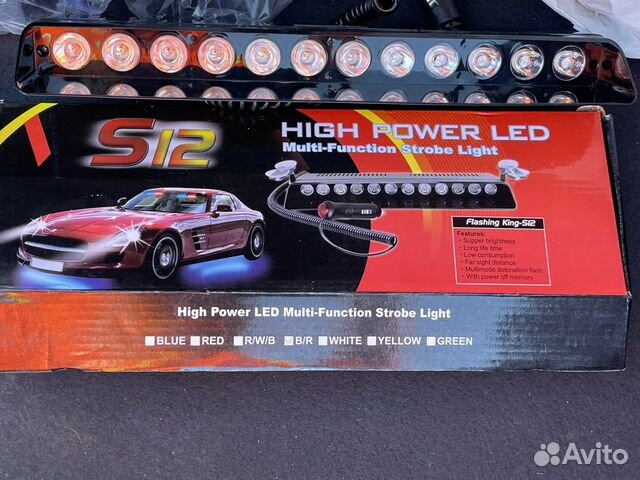 S12
HIGH POWER LED
Multi-Function Strobe Light
Flashing King-S12
Features:
· Supper brightness
· Long life time
· Low consumption
· Far sight distance
· Multimode detonation flash
· With power off memory
High Power LED Multi-Function Strobe Light
BLUE RED R/W/B B/R WHITE YELLOW GREEN
Avito